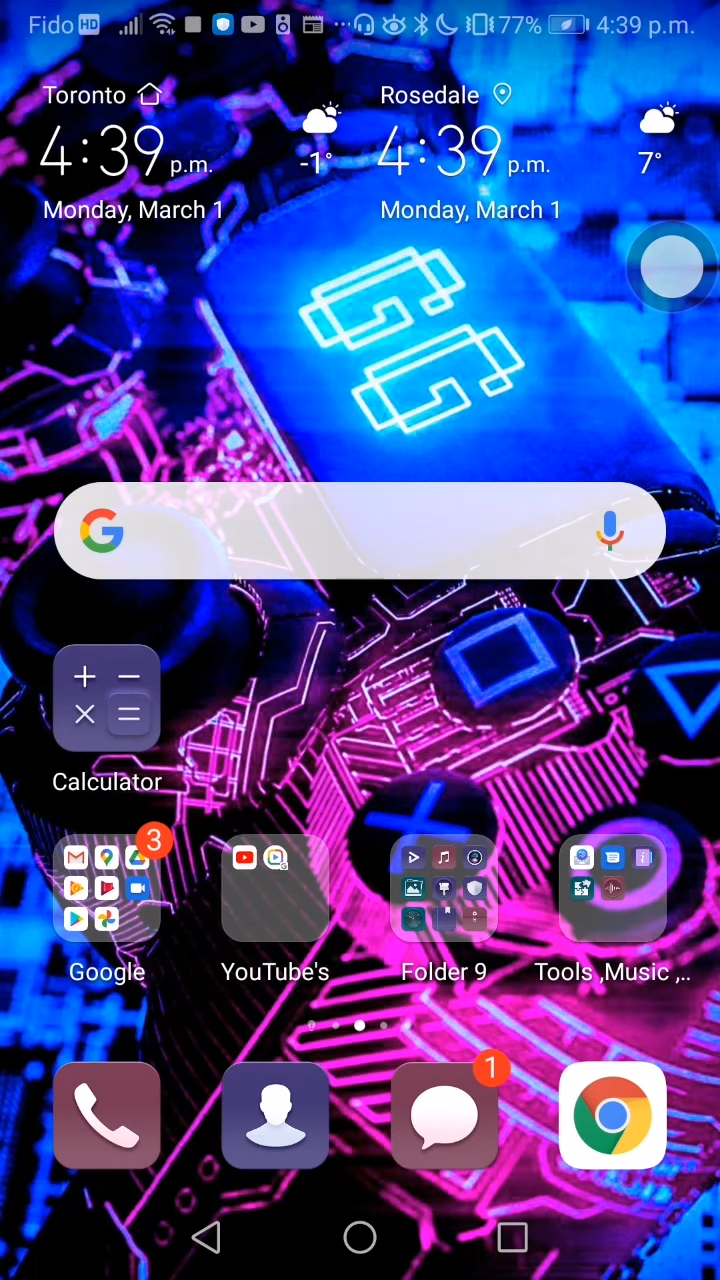 Fido HD 77% 4:39 p.m.
Toronto
4:39 p.m.
-1°
Monday, March 1
Rosedale
4:39 p.m.
7°
Monday, March 1
GG
G
Calculator
3
Google
YouTube's
Folder 9
Tools ,Music ,..
1